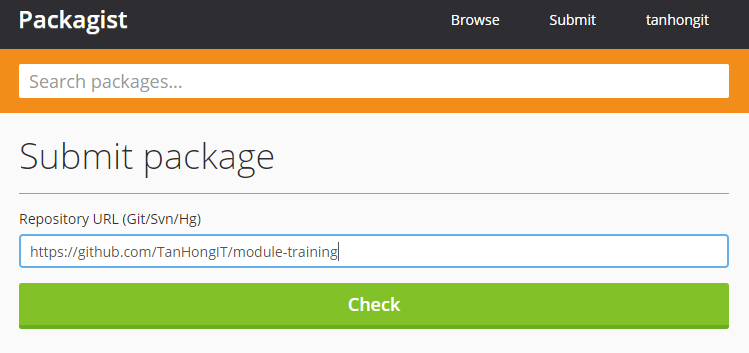 Packagist Browse Submit tanhongit
Search packages...
Submit package
Repository URL (Git/Svn/Hg)
https://github.com/TanHongIT/module-training
Check